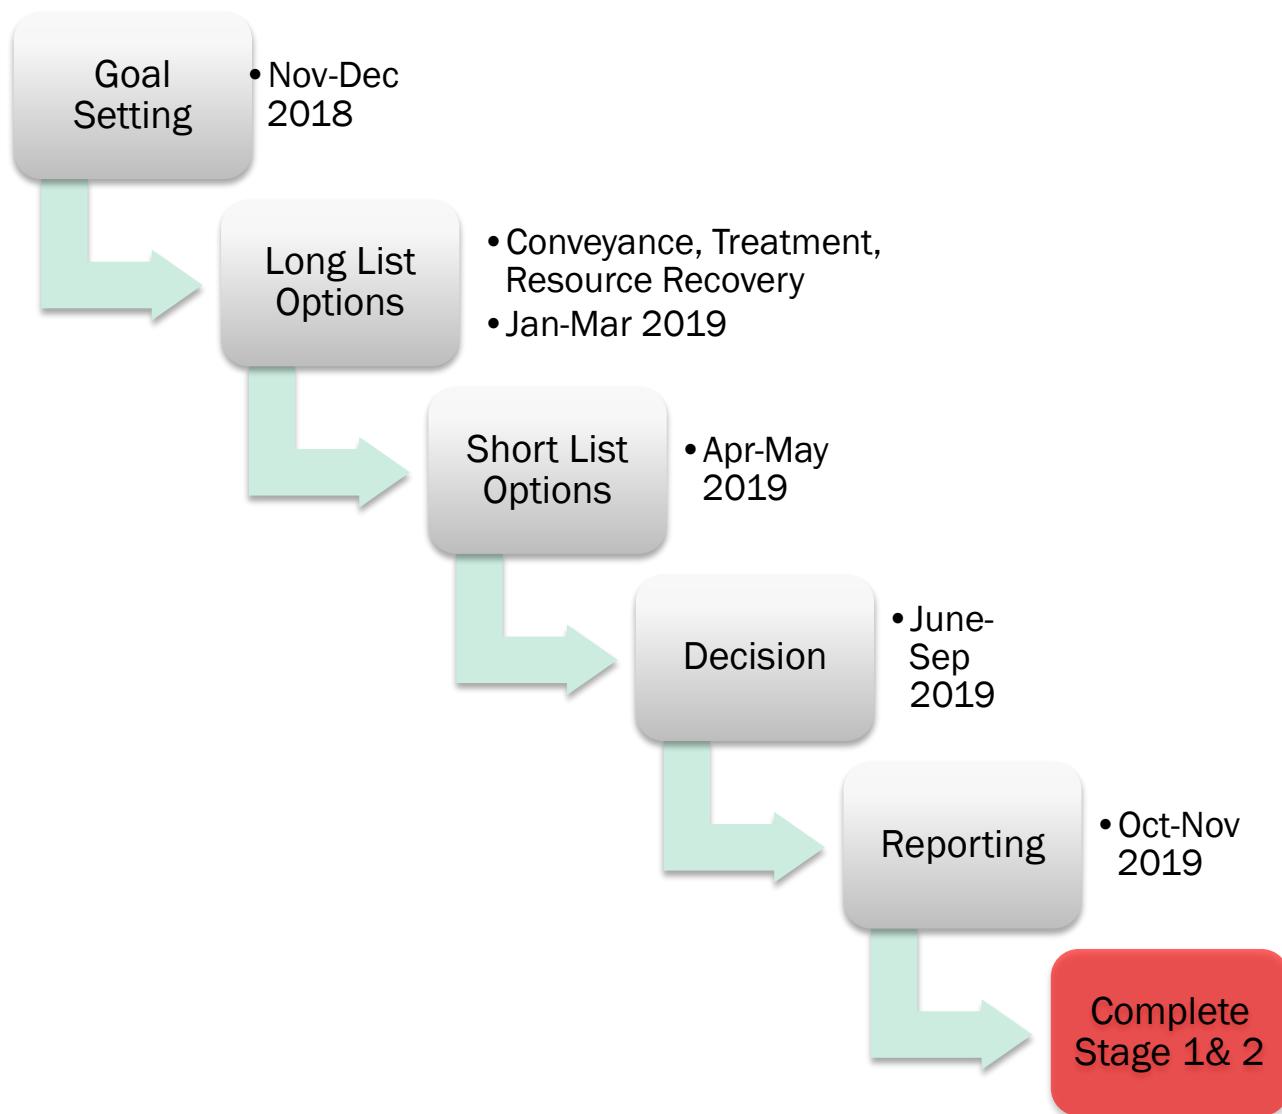 Goal
Setting
•Nov-Dec
2018
Long List
Options
•Conveyance, Treatment,
Resource Recovery
•Jan-Mar 2019
Short List
Options
•Apr-May
2019
Decision
•June-
Sep
2019
Reporting
•Oct-Nov
2019
Complete
Stage 1& 2